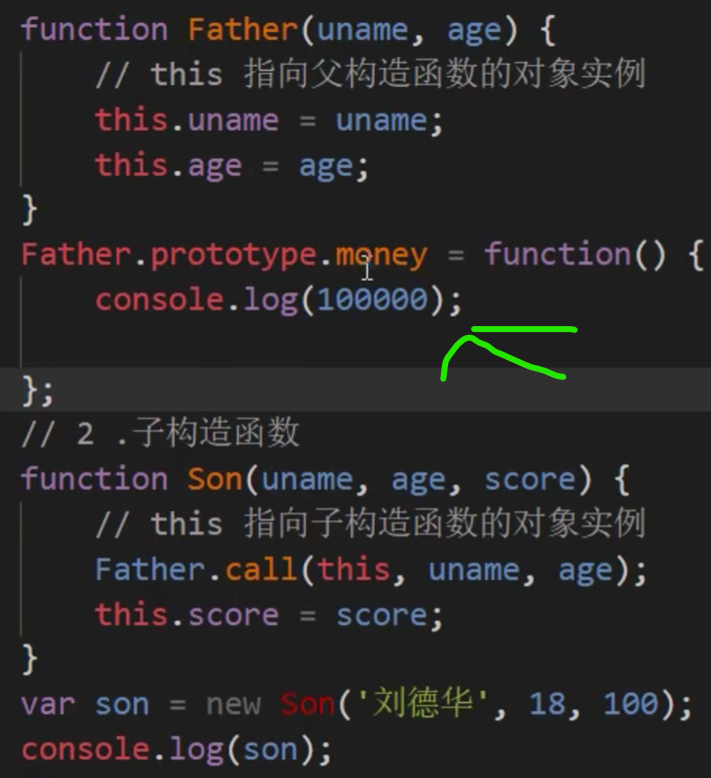 function Father(uname, age) {
// this 指向父构造函数的对象实例
this.uname = uname;
this.age = age;
}
Father.prototype.money = function() {
console.log(100000);
};
// 2 .子构造函数
function Son(uname, age, score) {
// this 指向子构造函数的对象实例
Father.call(this, uname, age);
this.score = score;
}
var son = new Son('刘德华', 18, 100);
console.log(son);